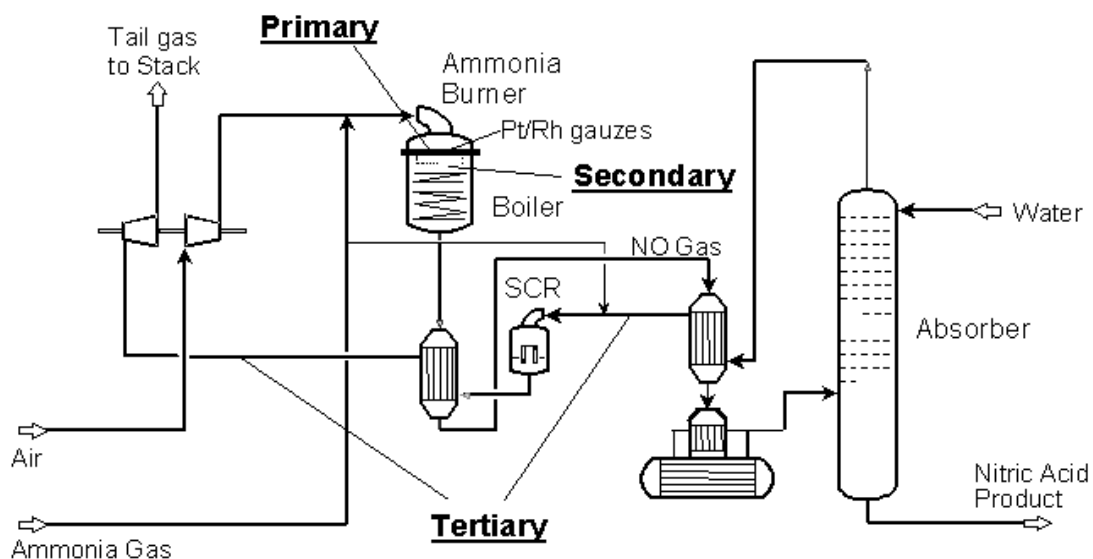 Primary
Tail gas
to Stack
Ammonia
Burner
Pt/Rh gauzes
Secondary
Boiler
Water
NO Gas
SCR
Absorber
Air
Nitric Acid
Product
Tertiary
Ammonia Gas